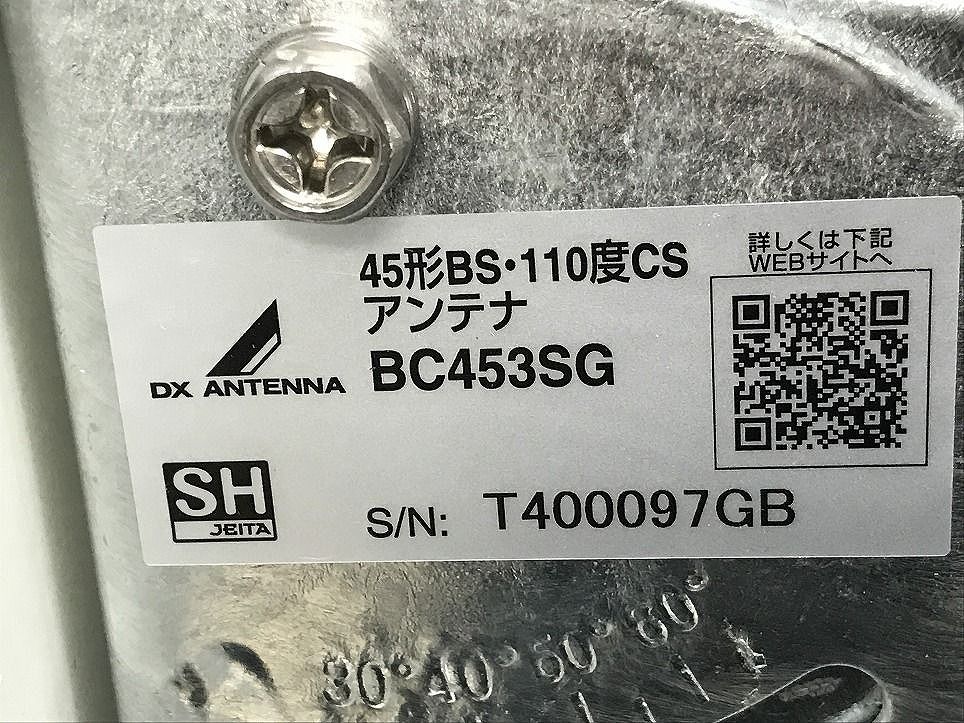 45形BS・110度CS
アンテナ
BC453SG
DX ANTENNA
詳しくは下記
WEBサイトへ
SH
JEITA
S/N: T400097GB
30° 40° 50° 60°